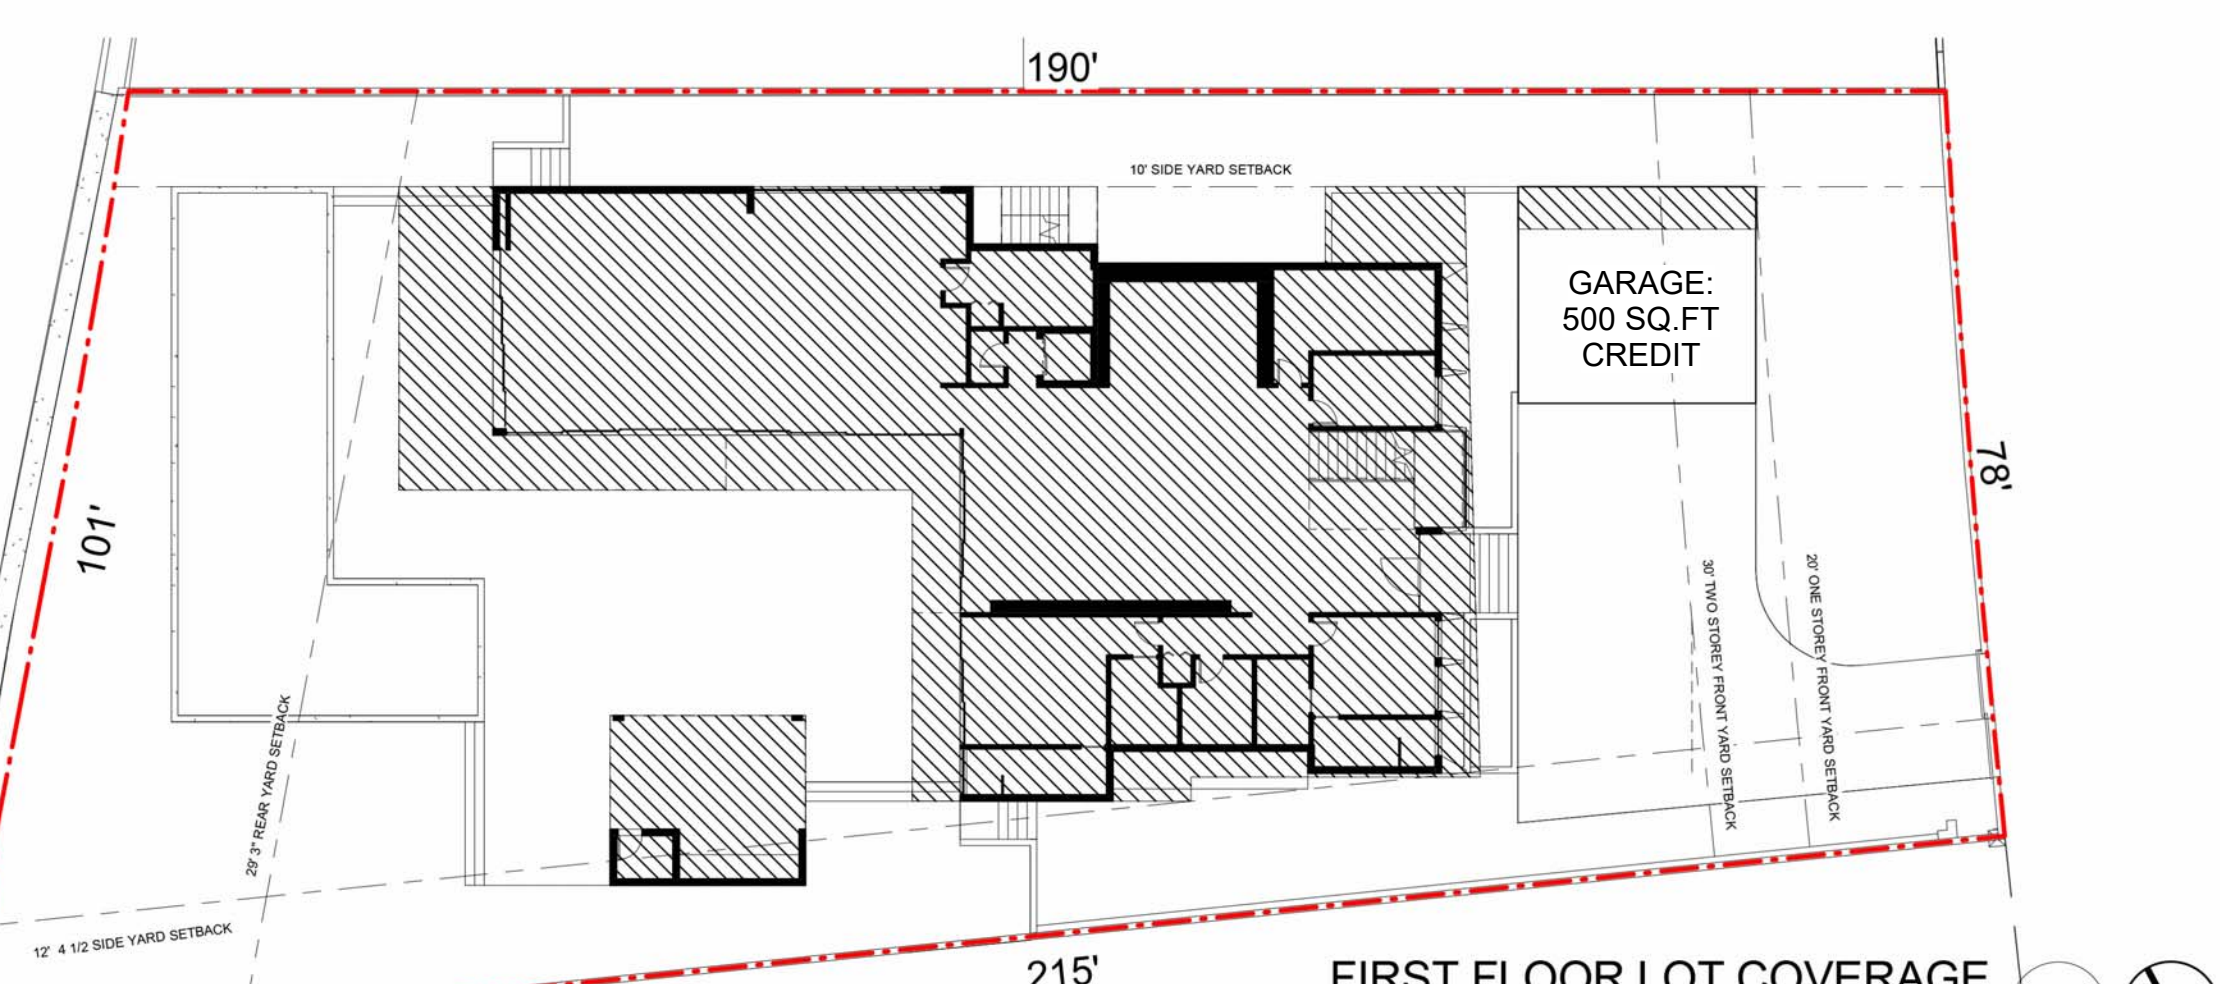 190'
10' SIDE YARD SETBACK
GARAGE:
500 SQ.FT
CREDIT
101'
78'
30' TWO STOREY FRONT YARD SETBACK
20' ONE STOREY FRONT YARD SETBACK
29' 3" REAR YARD SETBACK
12' 4 1/2 SIDE YARD SETBACK
215'
FIRST FLOOR LOT COVERAGE